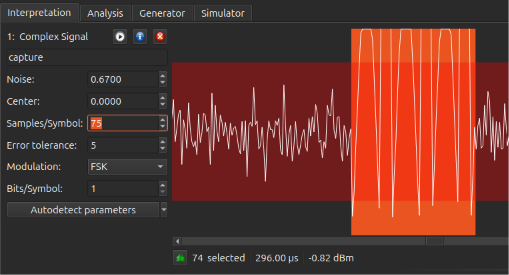 Interpretation Analysis Generator Simulator
1: Complex Signal
capture
Noise: 0.6700
Center: 0.0000
Samples/Symbol: 75
Error tolerance: 5
Modulation: FSK
Bits/Symbol: 1
Autodetect parameters
74 selected 296.00 µs -0.82 dBm